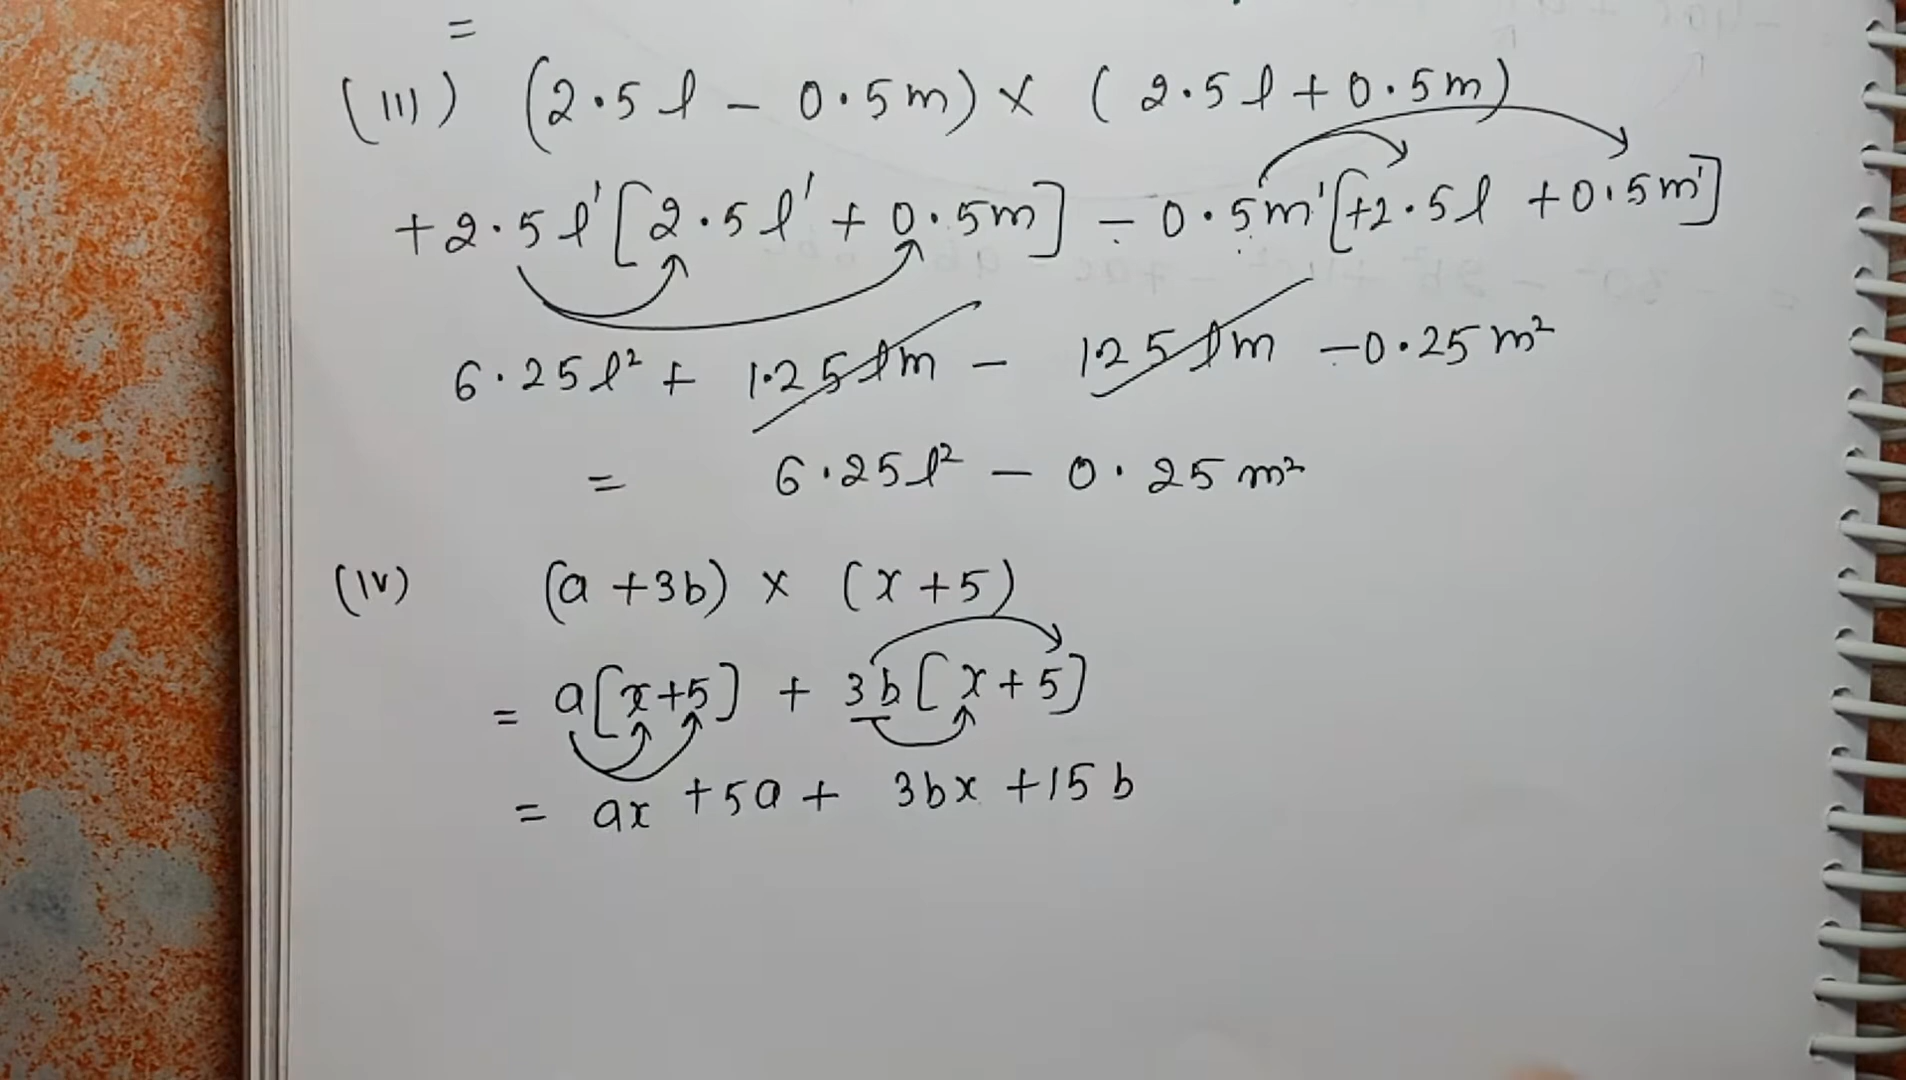 =
(III) (2.5l - 0.5m) × (2.5l + 0.5m)
+2.5l'[2.5l' + 0.5m] - 0.5m'[+2.5l + 0.5m']
6.25l² + 1.25lm - 125lm - 0.25m²
= 6.25l² - 0.25m²
(IV) (a + 3b) × (x + 5)
= a[x+5] + 3b[x+5]
= ax + 5a + 3bx + 15b